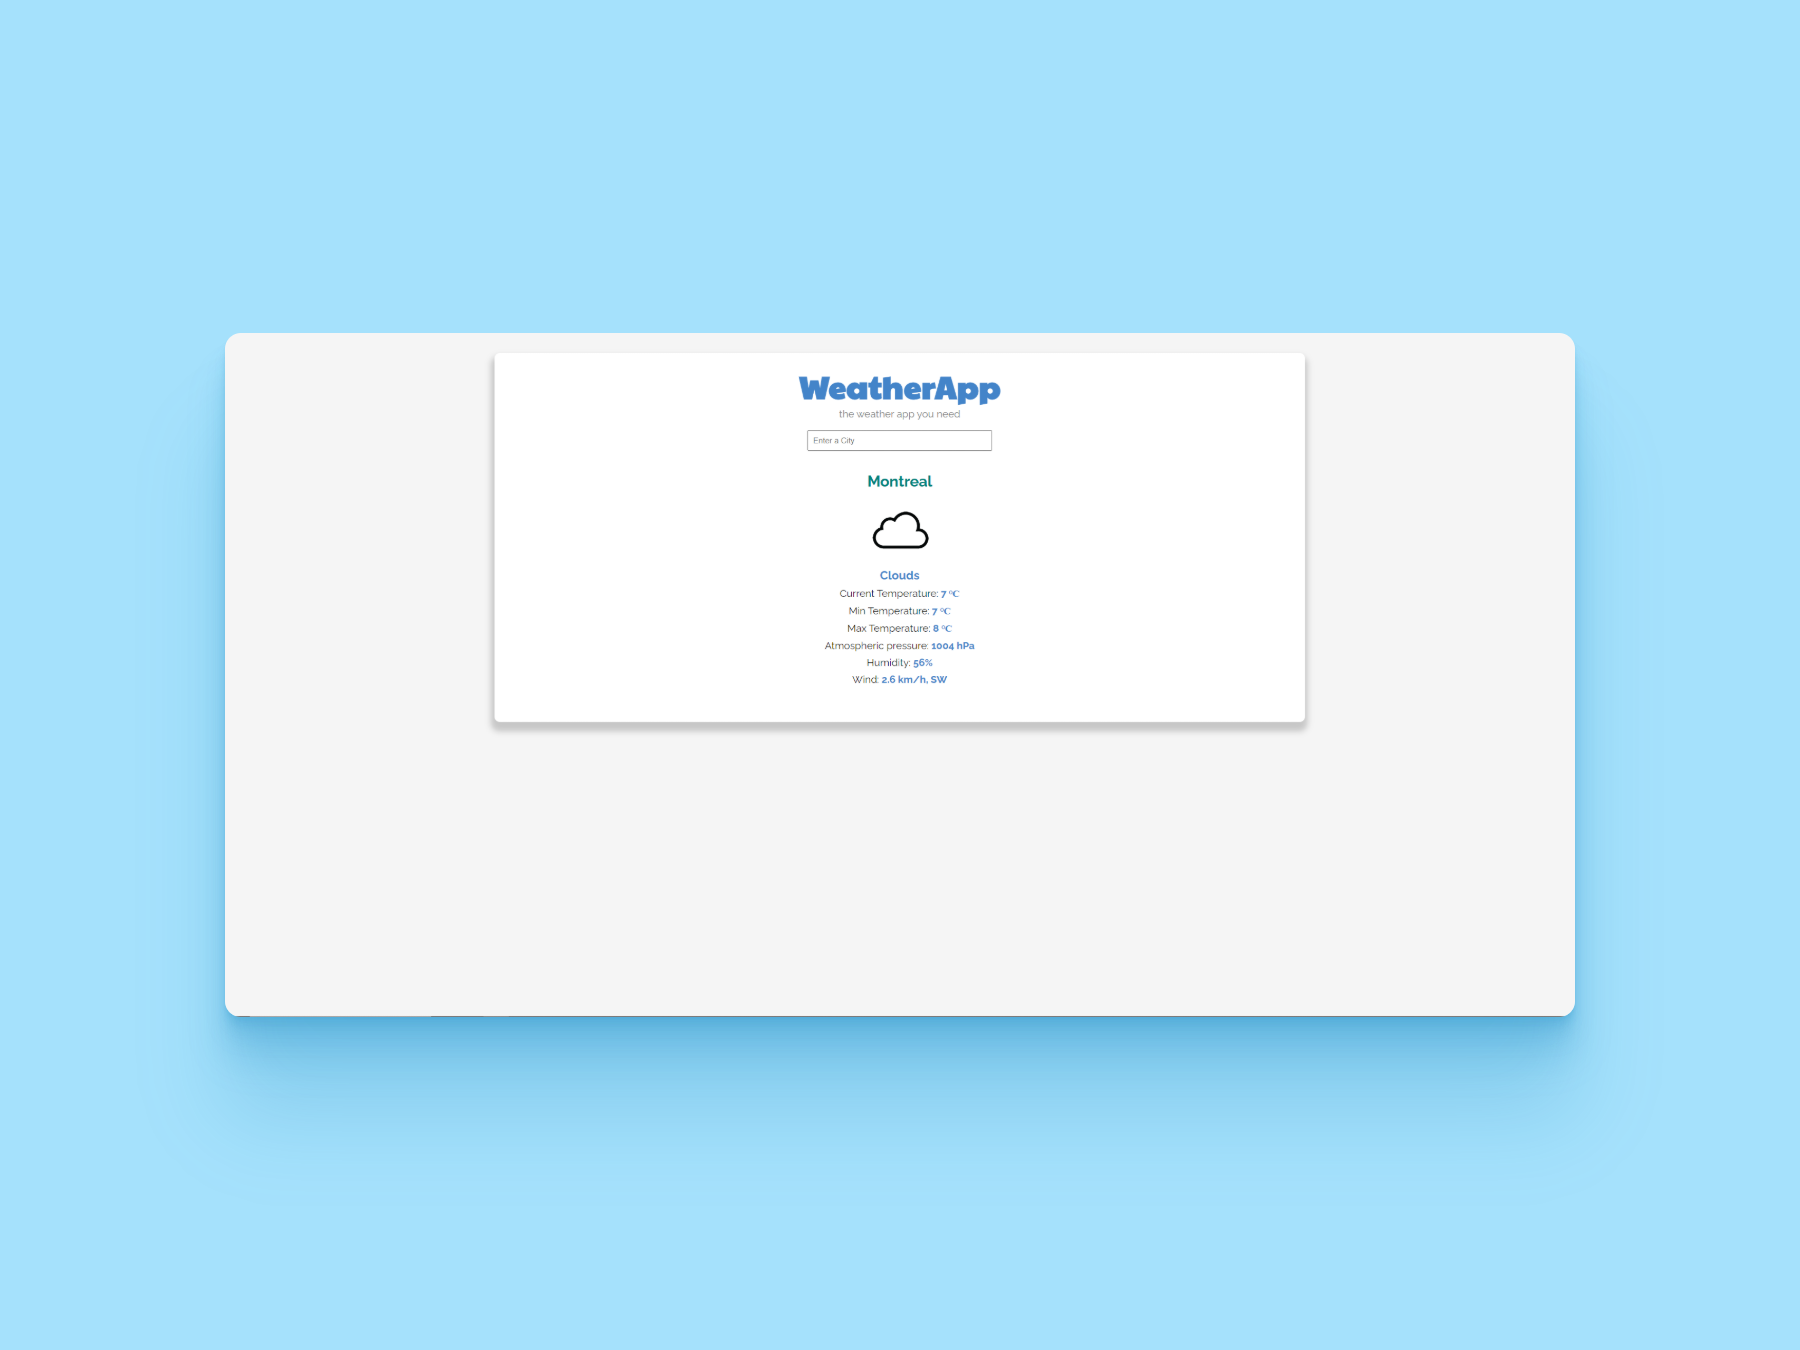 WeatherApp
the weather app you need
Enter a City
Montreal
Clouds
Current Temperature: 7 °C
Min Temperature: 7 °C
Max Temperature: 8 °C
Atmospheric pressure: 1004 hPa
Humidity: 56%
Wind: 2.6 km/h, SW